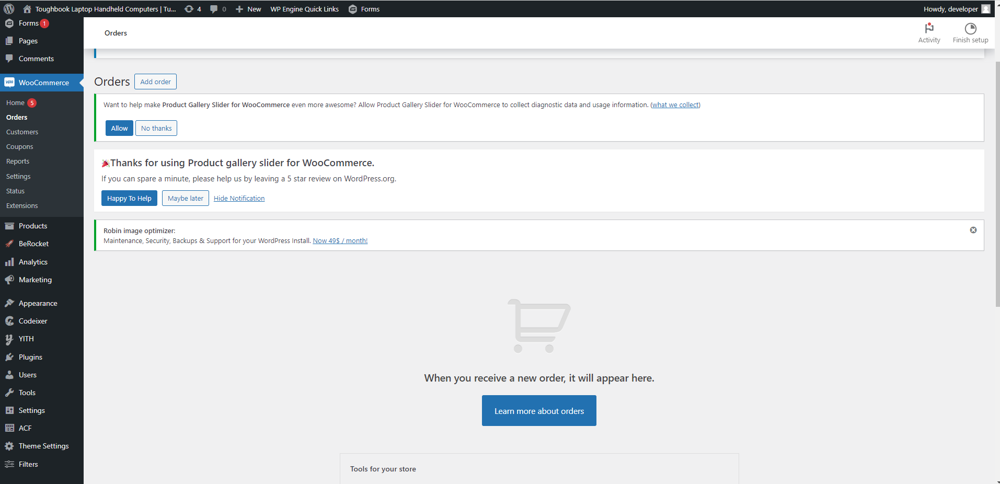 Toughbook Laptop Handheld Computers | Tu...
4
0
New
WP Engine Quick Links
Forms
Howdy, developer
Forms 1
Pages
Comments
WooCommerce
Home 5
Orders
Customers
Coupons
Reports
Settings
Status
Extensions
Products
BeRocket
Analytics
Marketing
Appearance
Codeixer
YITH
Plugins
Users
Tools
Settings
ACF
Theme Settings
Filters
Orders
Activity
Finish setup
Orders
Add order
Want to help make Product Gallery Slider for WooCommerce even more awesome? Allow Product Gallery Slider for WooCommerce to collect diagnostic data and usage information. (what we collect)
Allow
No thanks
Thanks for using Product gallery slider for WooCommerce.
If you can spare a minute, please help us by leaving a 5 star review on WordPress.org.
Happy To Help
Maybe later
Hide Notification
Robin image optimizer:
Maintenance, Security, Backups & Support for your WordPress Install. Now 49$ / month!
When you receive a new order, it will appear here.
Learn more about orders
Tools for your store